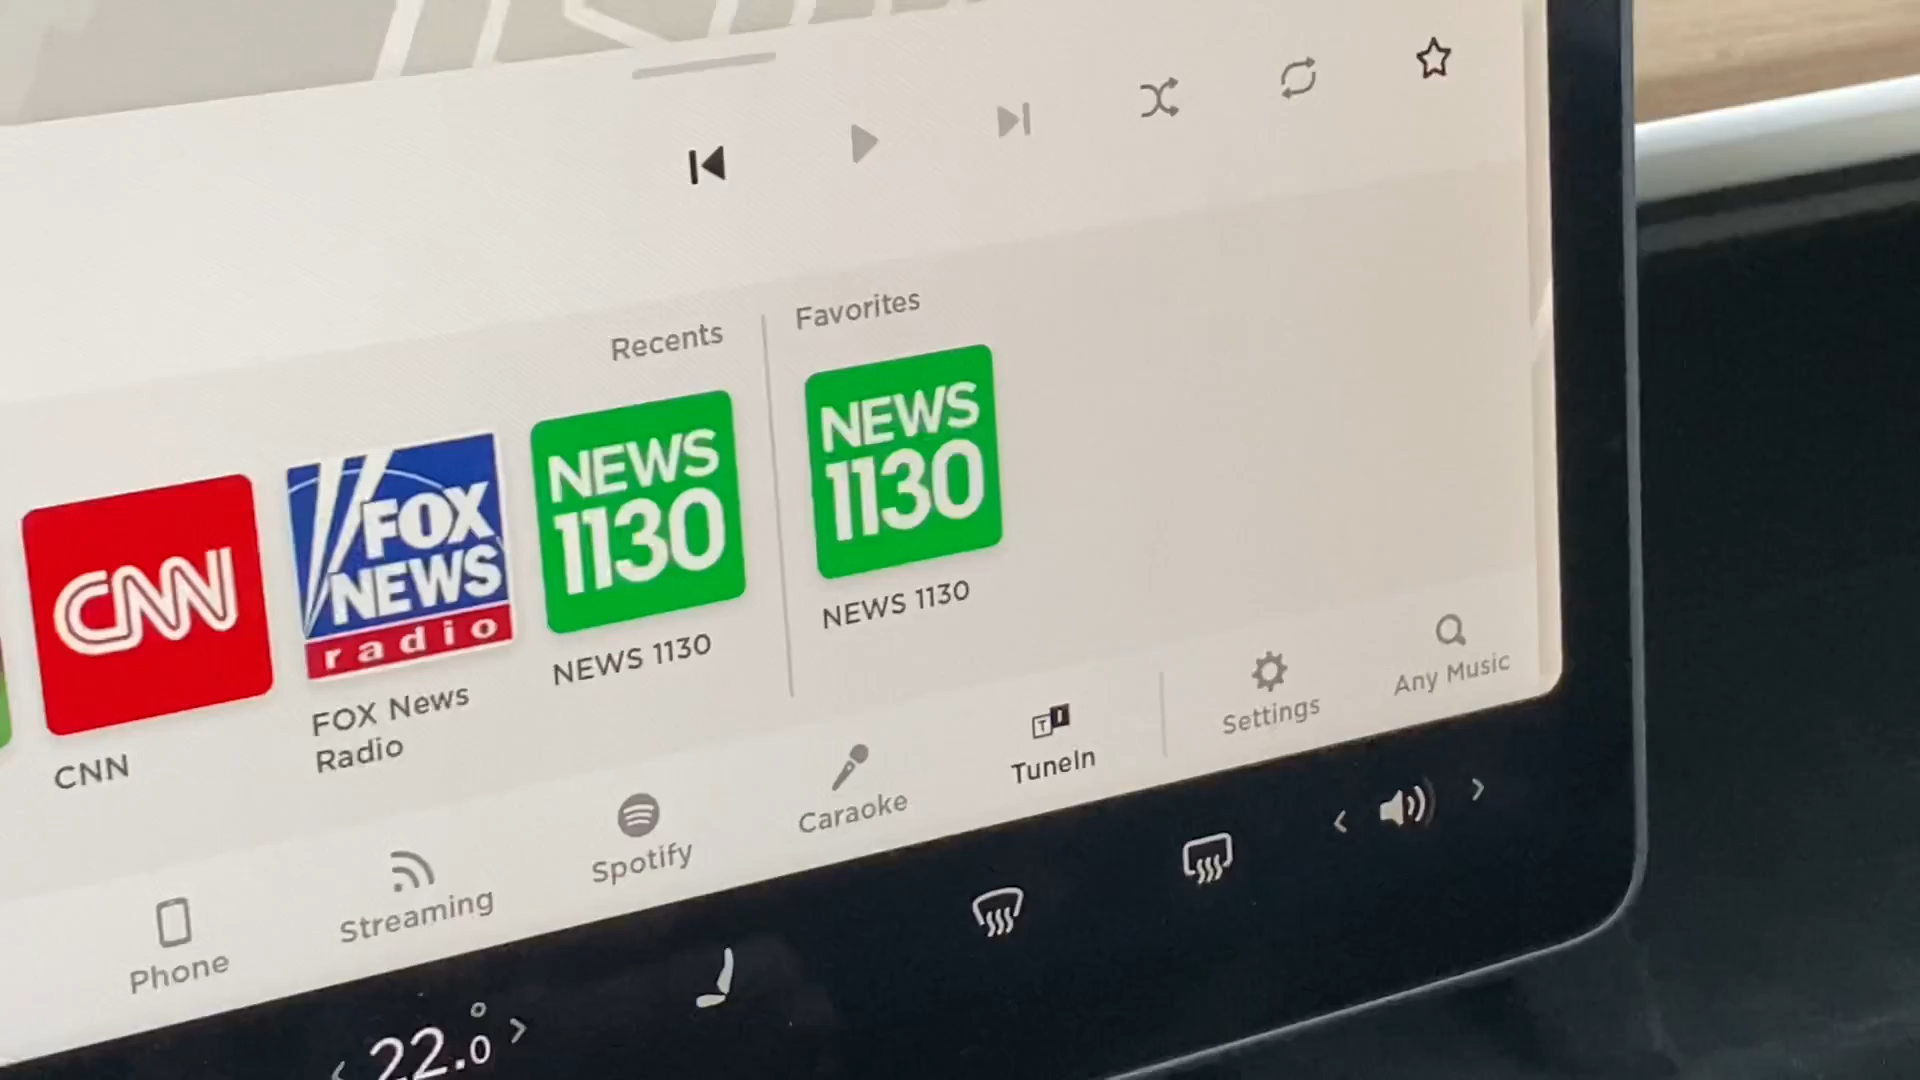 Recents
Favorites
CNN
FOX
NEWS
radio
NEWS
1130
NEWS
1130
CNN
FOX News
Radio
NEWS 1130
NEWS 1130
Phone
Streaming
Spotify
Caraoke
TI
TuneIn
Settings
Any Music
22.0°